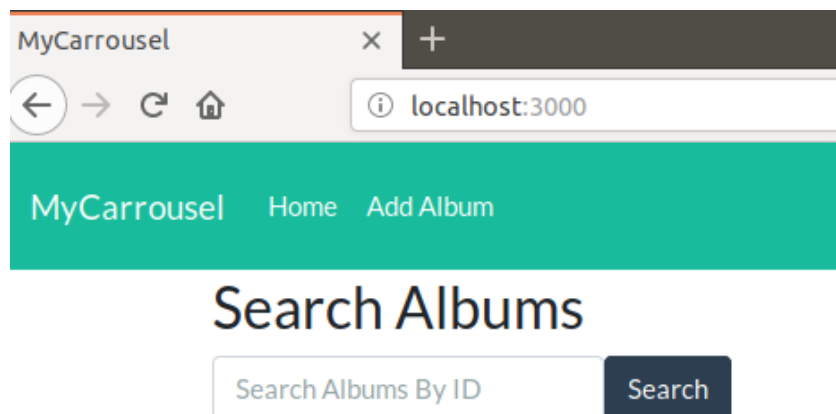 MyCarrousel
localhost:3000
MyCarrousel Home Add Album
Search Albums
Search Albums By ID Search